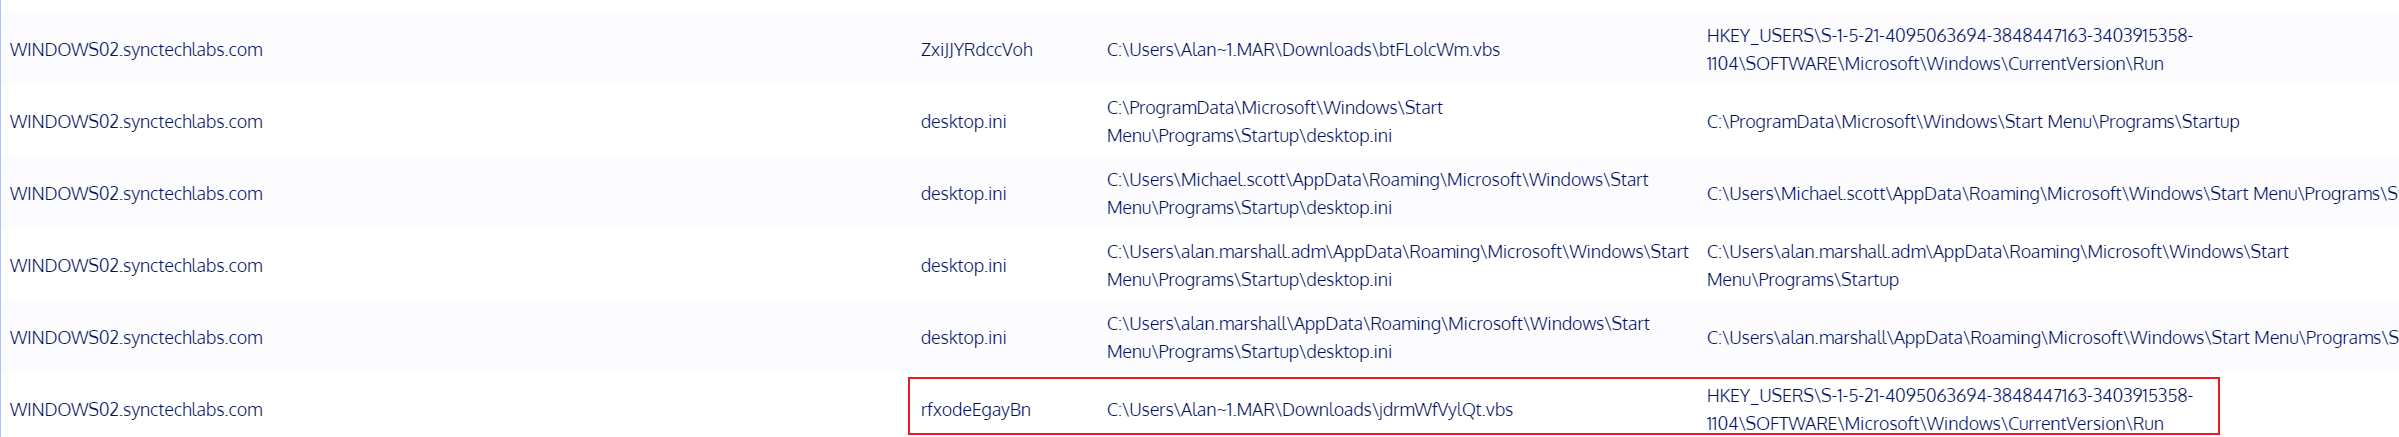 WINDOWS02.synctechlabs.com ZxiJJYRdccVoh C:\Users\Alan~1.MAR\Downloads\btFLolcWm.vbs HKEY_USERS\S-1-5-21-4095063694-3848447163-3403915358-
1104\SOFTWARE\Microsoft\Windows\CurrentVersion\Run
WINDOWS02.synctechlabs.com desktop.ini C:\ProgramData\Microsoft\Windows\Start
Menu\Programs\Startup\desktop.ini C:\ProgramData\Microsoft\Windows\Start Menu\Programs\Startup
WINDOWS02.synctechlabs.com desktop.ini C:\Users\Michael.scott\AppData\Roaming\Microsoft\Windows\Start
Menu\Programs\Startup\desktop.ini C:\Users\Michael.scott\AppData\Roaming\Microsoft\Windows\Start Menu\Programs\S
WINDOWS02.synctechlabs.com desktop.ini C:\Users\alan.marshall.adm\AppData\Roaming\Microsoft\Windows\Start
Menu\Programs\Startup\desktop.ini C:\Users\alan.marshall.adm\AppData\Roaming\Microsoft\Windows\Start
Menu\Programs\Startup
WINDOWS02.synctechlabs.com desktop.ini C:\Users\alan.marshall\AppData\Roaming\Microsoft\Windows\Start
Menu\Programs\Startup\desktop.ini C:\Users\alan.marshall\AppData\Roaming\Microsoft\Windows\Start Menu\Programs\S
WINDOWS02.synctechlabs.com rfxodeEgayBn C:\Users\Alan~1.MAR\Downloads\jdrmWfVylQt.vbs HKEY_USERS\S-1-5-21-4095063694-3848447163-3403915358-
1104\SOFTWARE\Microsoft\Windows\CurrentVersion\Run